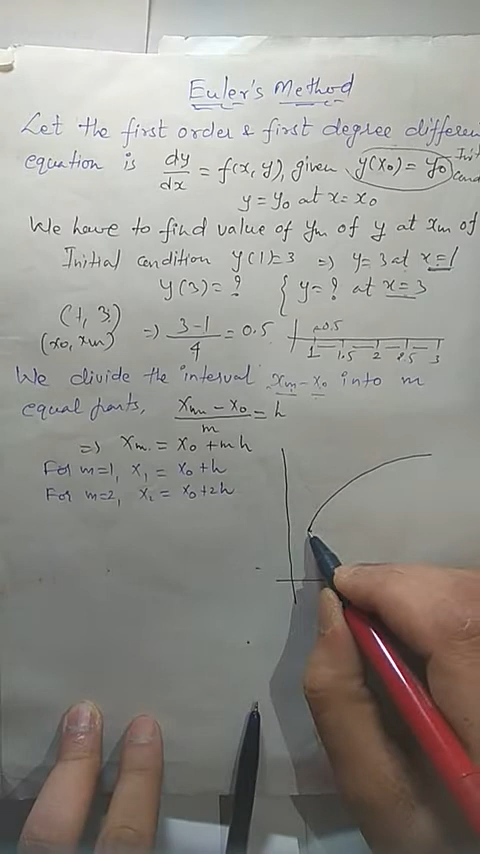 Euler's Method
Let the first order & first degree differen
equation is dy/dx = f(x, y), given y(x₀) = y₀ Init
y = y₀ at x = x₀
We have to find value of yₘ of y at xₘ of
Initial condition y(1)=3 => y=3 at x=1
y(3) = ? { y=? at x=3
(1, 3)
(x₀, xₘ) => 3-1/4 = 0.5
0.5
1 1.5 2 2.5 3
We divide the interval xₘ-x₀ into m
equal parts, xₘ-x₀/m = h
=> xₘ = x₀ + mh
For m=1, x₁ = x₀+h
For m=2, x₂ = x₀+2h